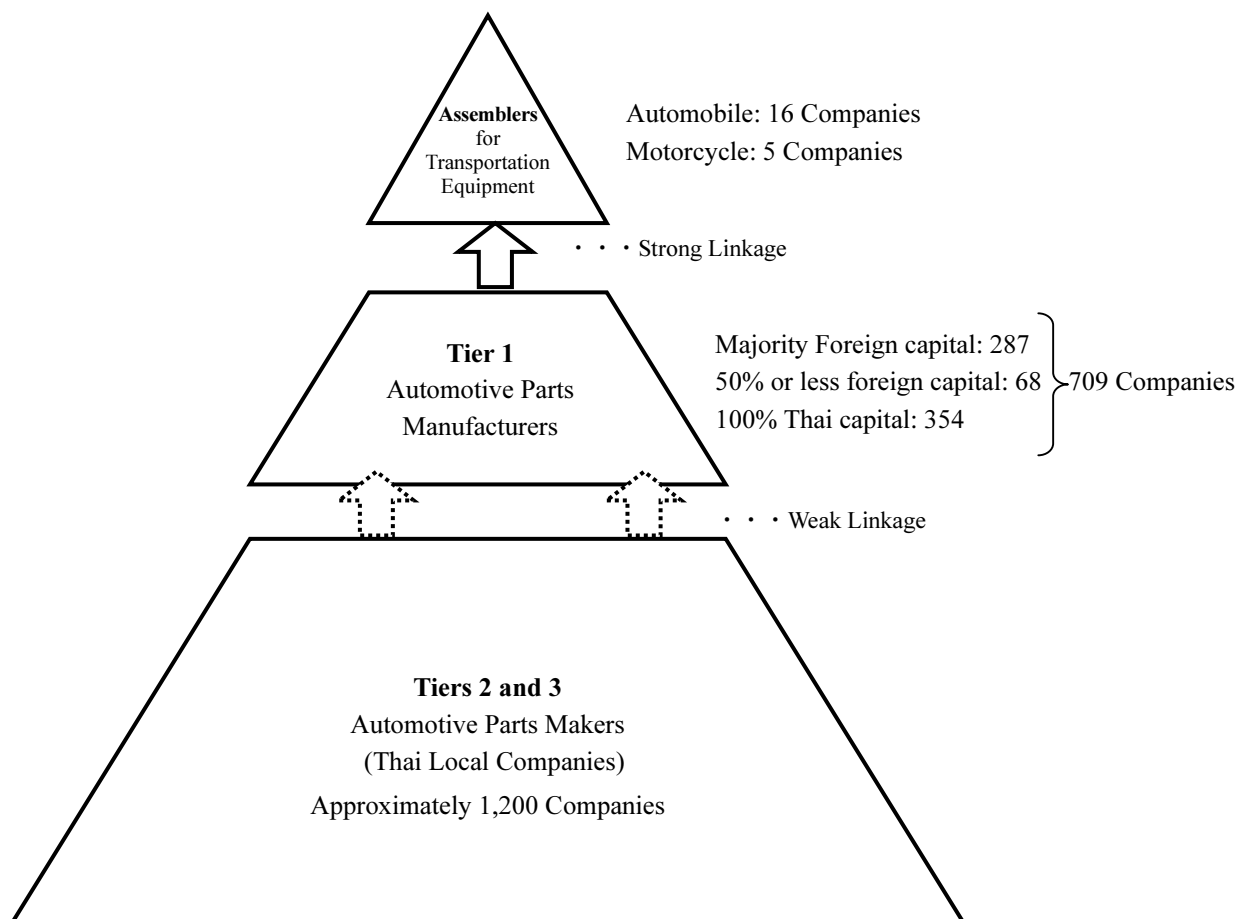 Assemblers
for
Transportation
Equipment
Automobile: 16 Companies
Motorcycle: 5 Companies
・・・Strong Linkage
Tier 1
Automotive Parts
Manufacturers
Majority Foreign capital: 287
50% or less foreign capital: 68
100% Thai capital: 354
709 Companies
・・・Weak Linkage
Tiers 2 and 3
Automotive Parts Makers
(Thai Local Companies)
Approximately 1,200 Companies